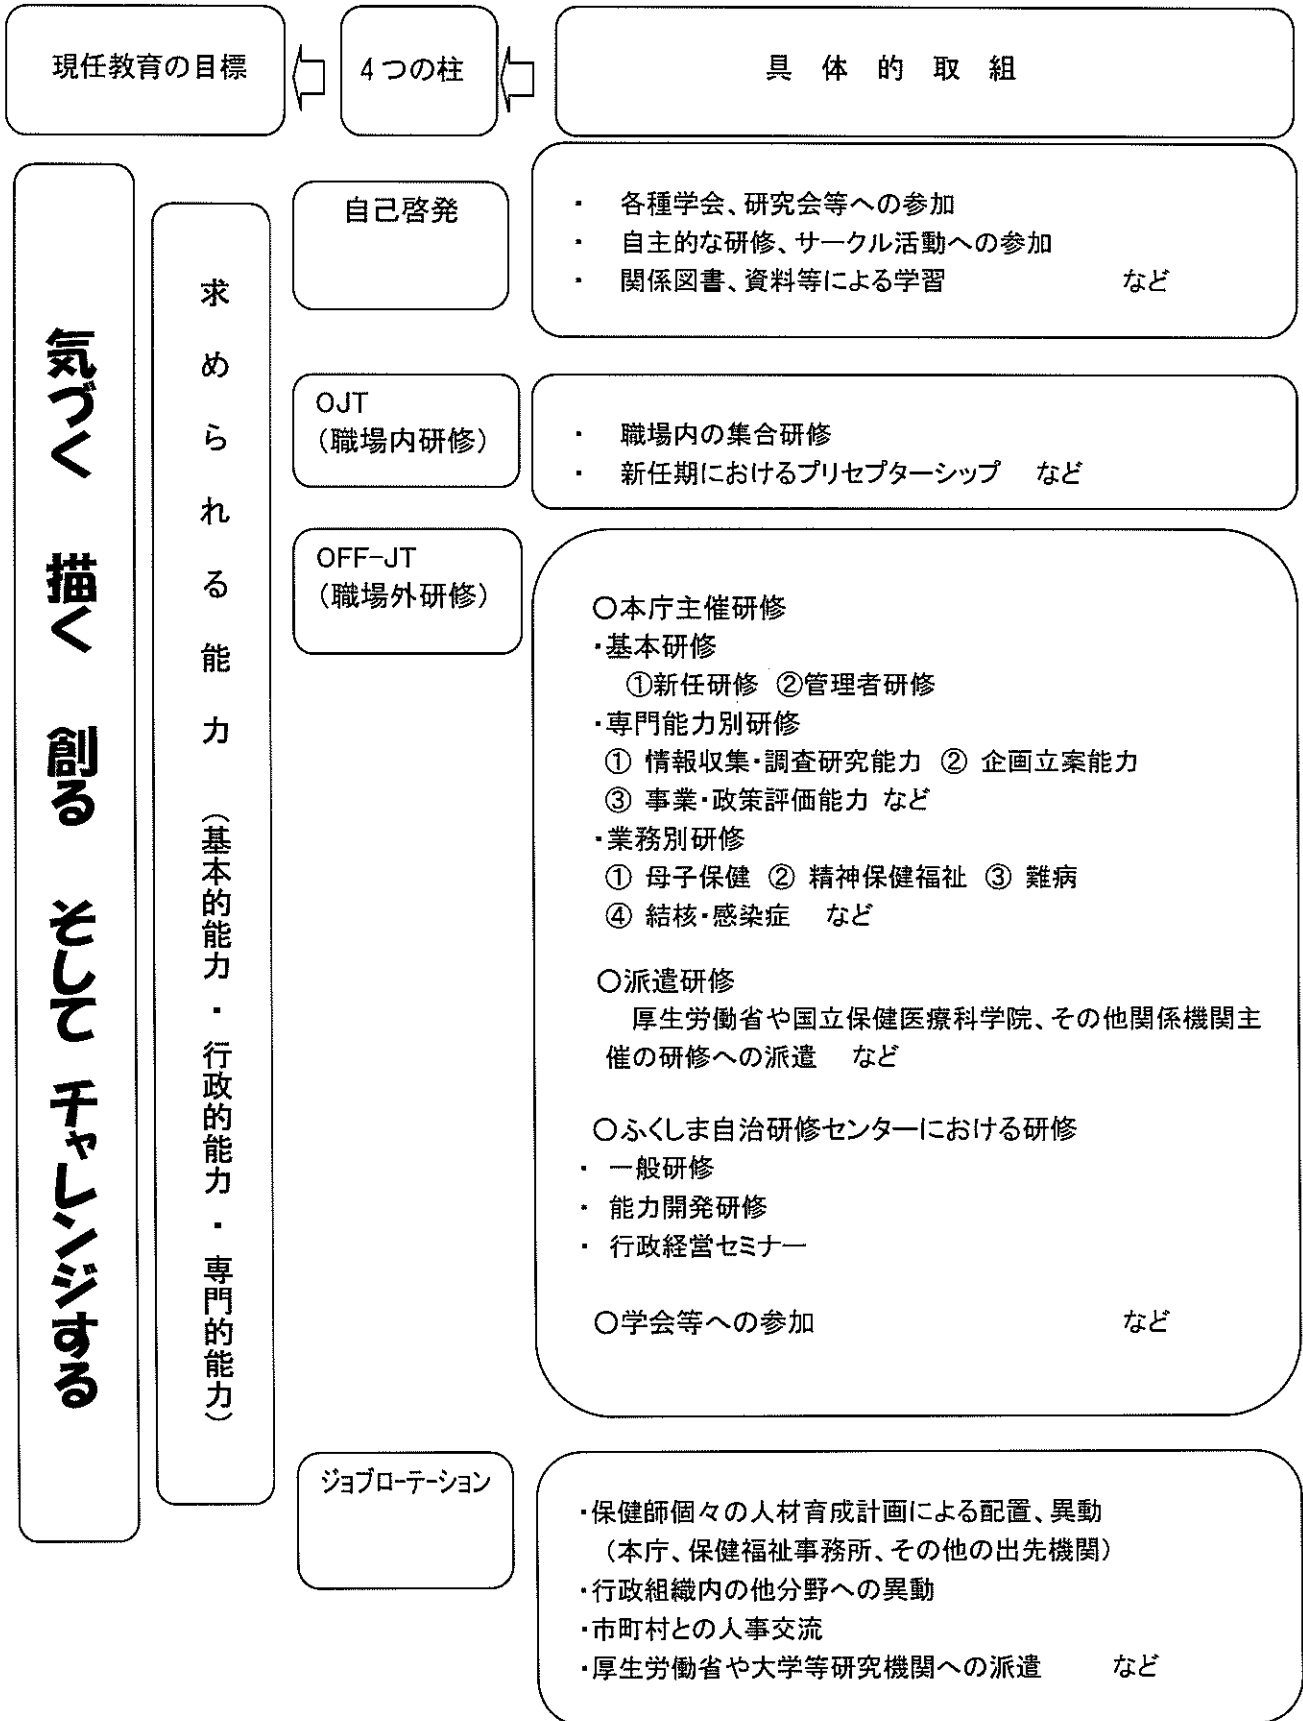 現任教育の目標
4つの柱
具体的取組
気づく 描く 創る そして チャレンジする
求められる能力 (基本的能力・行政的能力・専門的能力)
自己啓発
・ 各種学会、研究会等への参加
・ 自主的な研修、サークル活動への参加
・ 関係図書、資料等による学習 など
OJT
(職場内研修)
・ 職場内の集合研修
・ 新任期におけるプリセプターシップ など
OFF-JT
(職場外研修)
○本庁主催研修
・基本研修
①新任研修 ②管理者研修
・専門能力別研修
① 情報収集・調査研究能力 ② 企画立案能力
③ 事業・政策評価能力 など
・業務別研修
① 母子保健 ② 精神保健福祉 ③ 難病
④ 結核・感染症 など
○派遣研修
厚生労働省や国立保健医療科学院、その他関係機関主
催の研修への派遣 など
○ふくしま自治研修センターにおける研修
・ 一般研修
・ 能力開発研修
・ 行政経営セミナー
○学会等への参加 など
ジョブローテーション
・保健師個々の人材育成計画による配置、異動
(本庁、保健福祉事務所、その他の出先機関)
・行政組織内の他分野への異動
・市町村との人事交流
・厚生労働省や大学等研究機関への派遣 など